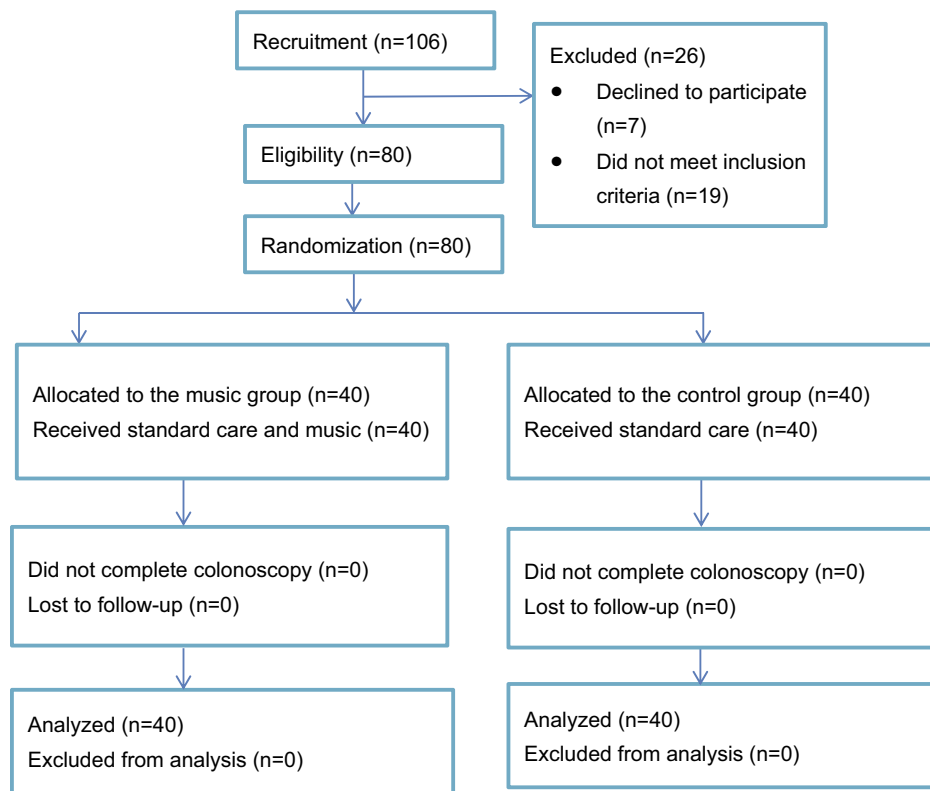 Recruitment (n=106)
Excluded (n=26)
● Declined to participate
(n=7)
● Did not meet inclusion
criteria (n=19)
Eligibility (n=80)
Randomization (n=80)
Allocated to the music group (n=40)
Received standard care and music (n=40)
Allocated to the control group (n=40)
Received standard care (n=40)
Did not complete colonoscopy (n=0)
Lost to follow-up (n=0)
Did not complete colonoscopy (n=0)
Lost to follow-up (n=0)
Analyzed (n=40)
Excluded from analysis (n=0)
Analyzed (n=40)
Excluded from analysis (n=0)